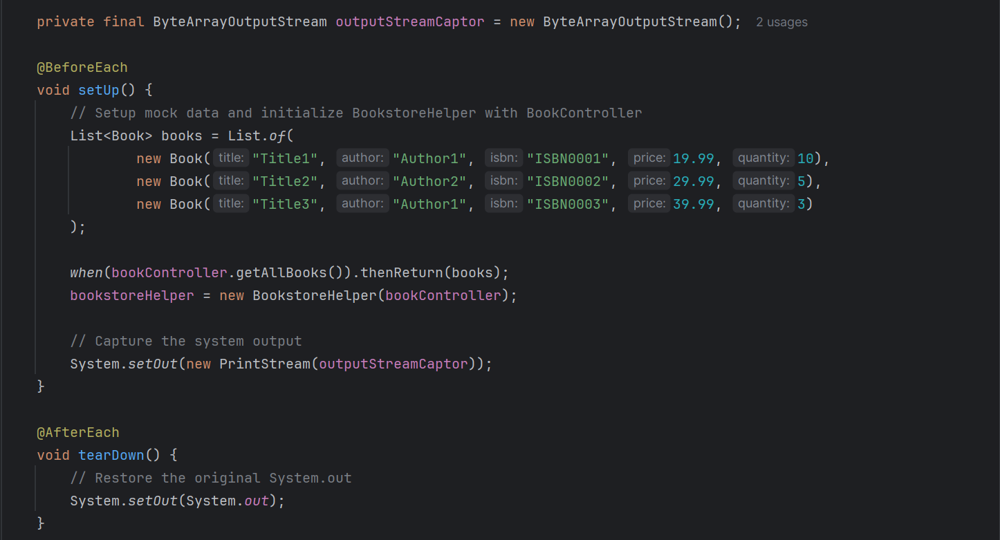 private final ByteArrayOutputStream outputStreamCaptor = new ByteArrayOutputStream(); 2 usages
@BeforeEach
void setUp() {
// Setup mock data and initialize BookstoreHelper with BookController
List<Book> books = List.of(
new Book( title: "Title1", author: "Author1", isbn: "ISBN0001", price: 19.99, quantity: 10),
new Book( title: "Title2", author: "Author2", isbn: "ISBN0002", price: 29.99, quantity: 5),
new Book( title: "Title3", author: "Author1", isbn: "ISBN0003", price: 39.99, quantity: 3)
);
when(bookController.getAllBooks()).thenReturn(books);
bookstoreHelper = new BookstoreHelper(bookController);
// Capture the system output
System.setOut(new PrintStream(outputStreamCaptor));
}
@AfterEach
void tearDown() {
// Restore the original System.out
System.setOut(System.out);
}